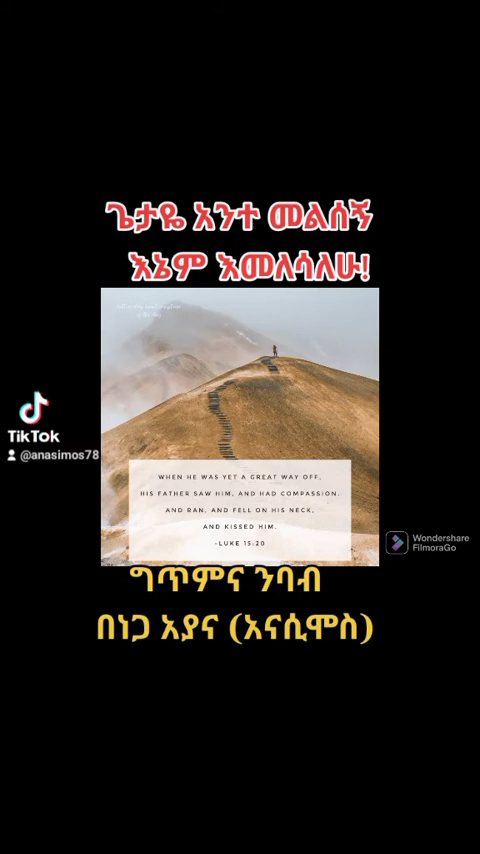 ጌታዬ አንተ መልሰኝ
እኔም እመለሳለሁ!
WHEN HE WAS YET A GREAT WAY OFF,
HIS FATHER SAW HIM, AND HAD COMPASSION.
AND RAN, AND FELL ON HIS NECK,
AND KISSED HIM.
-LUKE 15:20
TikTok
@anasimos78
Wondershare
FilmoraGo
ግጥምና ንባብ
በነጋ አያና (አናሲሞስ)